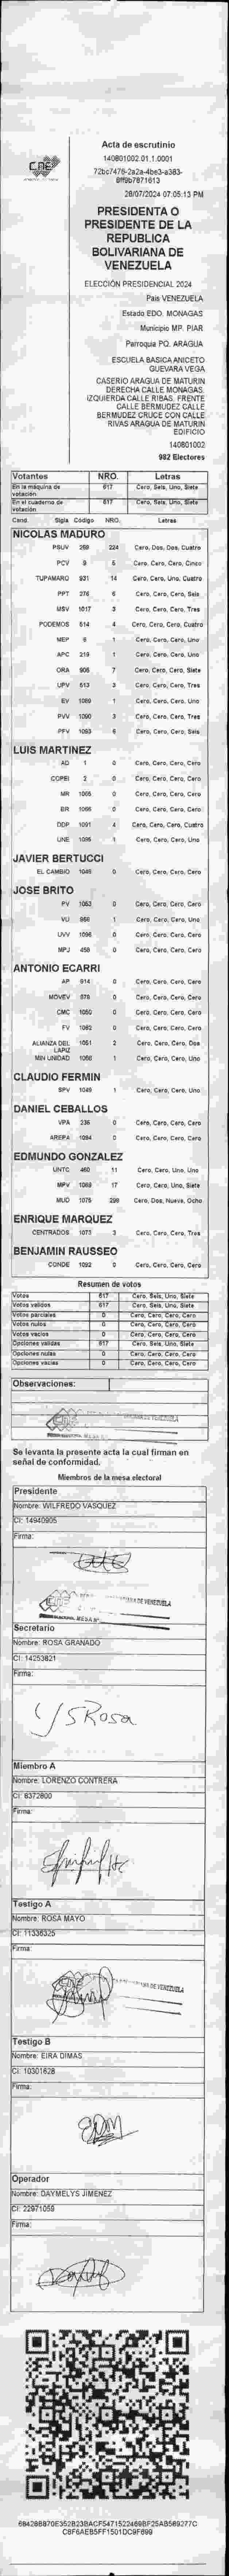 CNE
Acta de escrutinio
140801002.01.1.0001
28/07/2024 07:05:13 PM
PRESIDENTA O
PRESIDENTE DE LA
REPUBLICA
BOLIVARIANA DE
VENEZUELA
ELECCIÓN PRESIDENCIAL 2024
País VENEZUELA
Estado EDO. MONAGAS
Municipio MP. PIAR
Parroquia PQ. ARAGUA
ESCUELA BASICA ANICETO
GUEVARA VEGA
CASERIO ARAGUA DE MATURIN
DERECHA CALLE MONAGAS.
IZQUIERDA CALLE RIBAS. FRENTE
CALLE BERMUDEZ CALLE
BERMUDEZ CRUCE CON CALLE
RIVAS ARAGUA DE MATURIN
EDIFICIO
140801002
982 Electores
Votantes NRO. Letras
En la máquina de votación 617 Cero, Seis, Uno, Siete
En el cuaderno de votación 617 Cero, Seis, Uno, Siete
Cand. Sigla Código NRO. Letras
NICOLAS MADURO
PSUV 269 224 Cero, Dos, Dos, Cuatro
PCV 9 5 Cero, Cero, Cero, Cinco
TUPAMARO 931 14 Cero, Cero, Uno, Cuatro
PPT 276 6 Cero, Cero, Cero, Seis
MSV 1017 3 Cero, Cero, Cero, Tres
PODEMOS 514 4 Cero, Cero, Cero, Cuatro
MEP 6 1 Cero, Cero, Cero, Uno
APC 219 1 Cero, Cero, Cero, Uno
ORA 906 7 Cero, Cero, Cero, Siete
UPV 513 3 Cero, Cero, Cero, Tres
EV 1089 1 Cero, Cero, Cero, Uno
PVV 1090 3 Cero, Cero, Cero, Tres
PFV 1093 6 Cero, Cero, Cero, Seis
LUIS MARTINEZ
AD 1 0 Cero, Cero, Cero, Cero
COPEI 2 0 Cero, Cero, Cero, Cero
MR 1005 0 Cero, Cero, Cero, Cero
BR 1066 0 Cero, Cero, Cero, Cero
DDP 1091 4 Cero, Cero, Cero, Cuatro
UNE 1 Cero, Cero, Cero, Uno
JAVIER BERTUCCI
EL CAMBIO 1048 0 Cero, Cero, Cero, Cero
JOSE BRITO
PV 1053 0 Cero, Cero, Cero, Cero
VU 956 1 Cero, Cero, Cero, Uno
UVV 1096 0 Cero, Cero, Cero, Cero
MPJ 458 0 Cero, Cero, Cero, Cero
ANTONIO ECARRI
AP 914 0 Cero, Cero, Cero, Cero
MOVEV 978 0 Cero, Cero, Cero, Cero
CMC 1050 0 Cero, Cero, Cero, Cero
FV 1062 0 Cero, Cero, Cero, Cero
ALIANZA DEL LAPIZ 1051 2 Cero, Cero, Cero, Dos
MIN UNIDAD 1056 1 Cero, Cero, Cero, Uno
CLAUDIO FERMIN
SPV 1049 1 Cero, Cero, Cero, Uno
DANIEL CEBALLOS
VPA 236 0 Cero, Cero, Cero, Cero
AREPA 1094 0 Cero, Cero, Cero, Cero
EDMUNDO GONZALEZ
UNTC 460 11 Cero, Cero, Uno, Uno
MPV 1068 17 Cero, Cero, Uno, Siete
MUD 1075 298 Cero, Dos, Nueve, Ocho
ENRIQUE MARQUEZ
CENTRADOS 1073 3 Cero, Cero, Cero, Tres
BENJAMIN RAUSSEO
CONDE 1092 0 Cero, Cero, Cero, Cero
Resumen de votos
Votos 617 Cero, Seis, Uno, Siete
Votos validos 617 Cero, Seis, Uno, Siete
Votos parciales 0 Cero, Cero, Cero, Cero
Votos nulos 0 Cero, Cero, Cero, Cero
Votos vacios 0 Cero, Cero, Cero, Cero
Opciones validas 617 Cero, Seis, Uno, Siete
Opciones nulas 0 Cero, Cero, Cero, Cero
Opciones vacias 0 Cero, Cero, Cero, Cero
Observaciones:
Se levanta la presente acta la cual firman en
señal de conformidad.
Miembros de la mesa electoral
Presidente
Nombre: WILFREDO VASQUEZ
CI: 14940905
Firma:
Secretario
Nombre: ROSA GRANADO
CI: 14253821
Firma:
Rosa
Miembro A
Nombre: LORENZO CONTRERA
CI: 8372800
Firma:
Testigo A
Nombre: ROSA MAYO
CI: 11336325
Firma:
Testigo B
Nombre: EIRA DIMAS
CI: 10301628
Firma:
Operador
Nombre: DAYMELYS JIMENEZ
CI: 22971059
Firma: